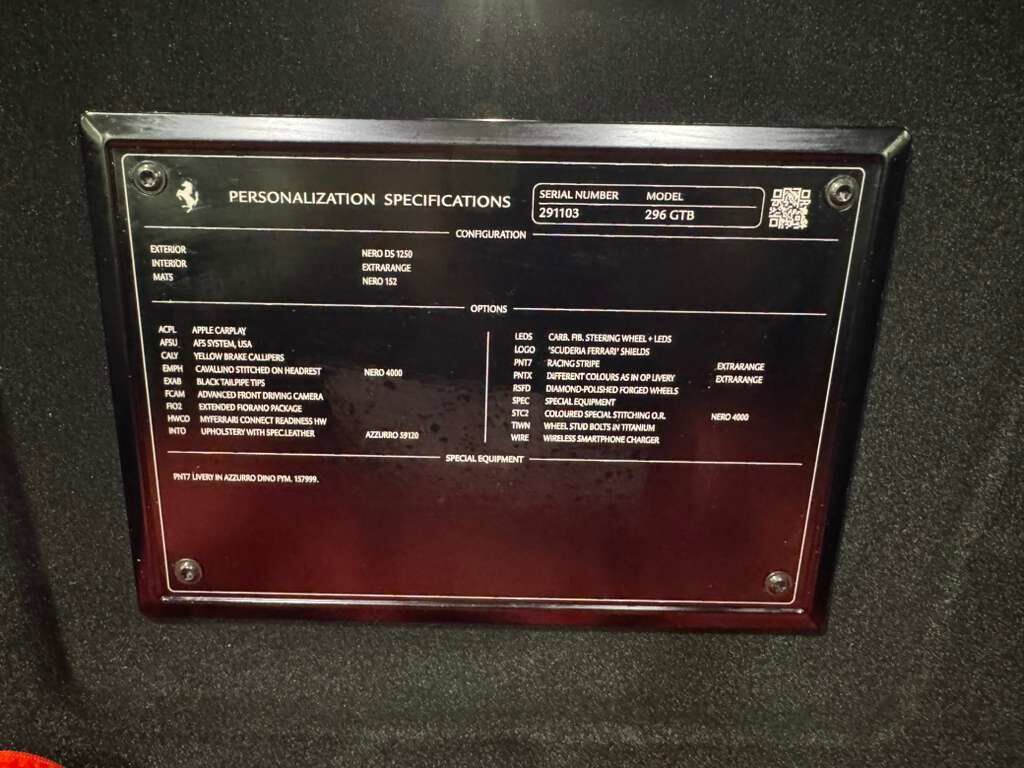 PERSONALIZATION SPECIFICATIONS
SERIAL NUMBER MODEL
291103 296 GTB
CONFIGURATION
EXTERIOR NERO DS 1250
INTERIOR EXTRARANGE
MATS NERO 152
OPTIONS
ACPL APPLE CARPLAY
AFSU AFS SYSTEM, USA
CALY YELLOW BRAKE CALLIPERS
EMPH CAVALLINO STITCHED ON HEADREST NERO 4000
EXAB BLACK TAILPIPE TIPS
FCAM ADVANCED FRONT DRIVING CAMERA
FIO2 EXTENDED FIORANO PACKAGE
HWCO MYFERRARI CONNECT READINESS HW
INTO UPHOLSTERY WITH SPEC.LEATHER AZZURRO S9120
LEDS CARB. FIB. STEERING WHEEL + LEDS
LOGO 'SCUDERIA FERRARI' SHIELDS
PNT7 RACING STRIPE EXTRARANGE
PNTX DIFFERENT COLOURS AS IN OP LIVERY EXTRARANGE
RSFD DIAMOND-POLISHED FORGED WHEELS
SPEC SPECIAL EQUIPMENT
STC2 COLOURED SPECIAL STITCHING O.R. NERO 4000
TIWN WHEEL STUD BOLTS IN TITANIUM
WIRE WIRELESS SMARTPHONE CHARGER
SPECIAL EQUIPMENT
PNT7 LIVERY IN AZZURRO DINO PYM. 157999.